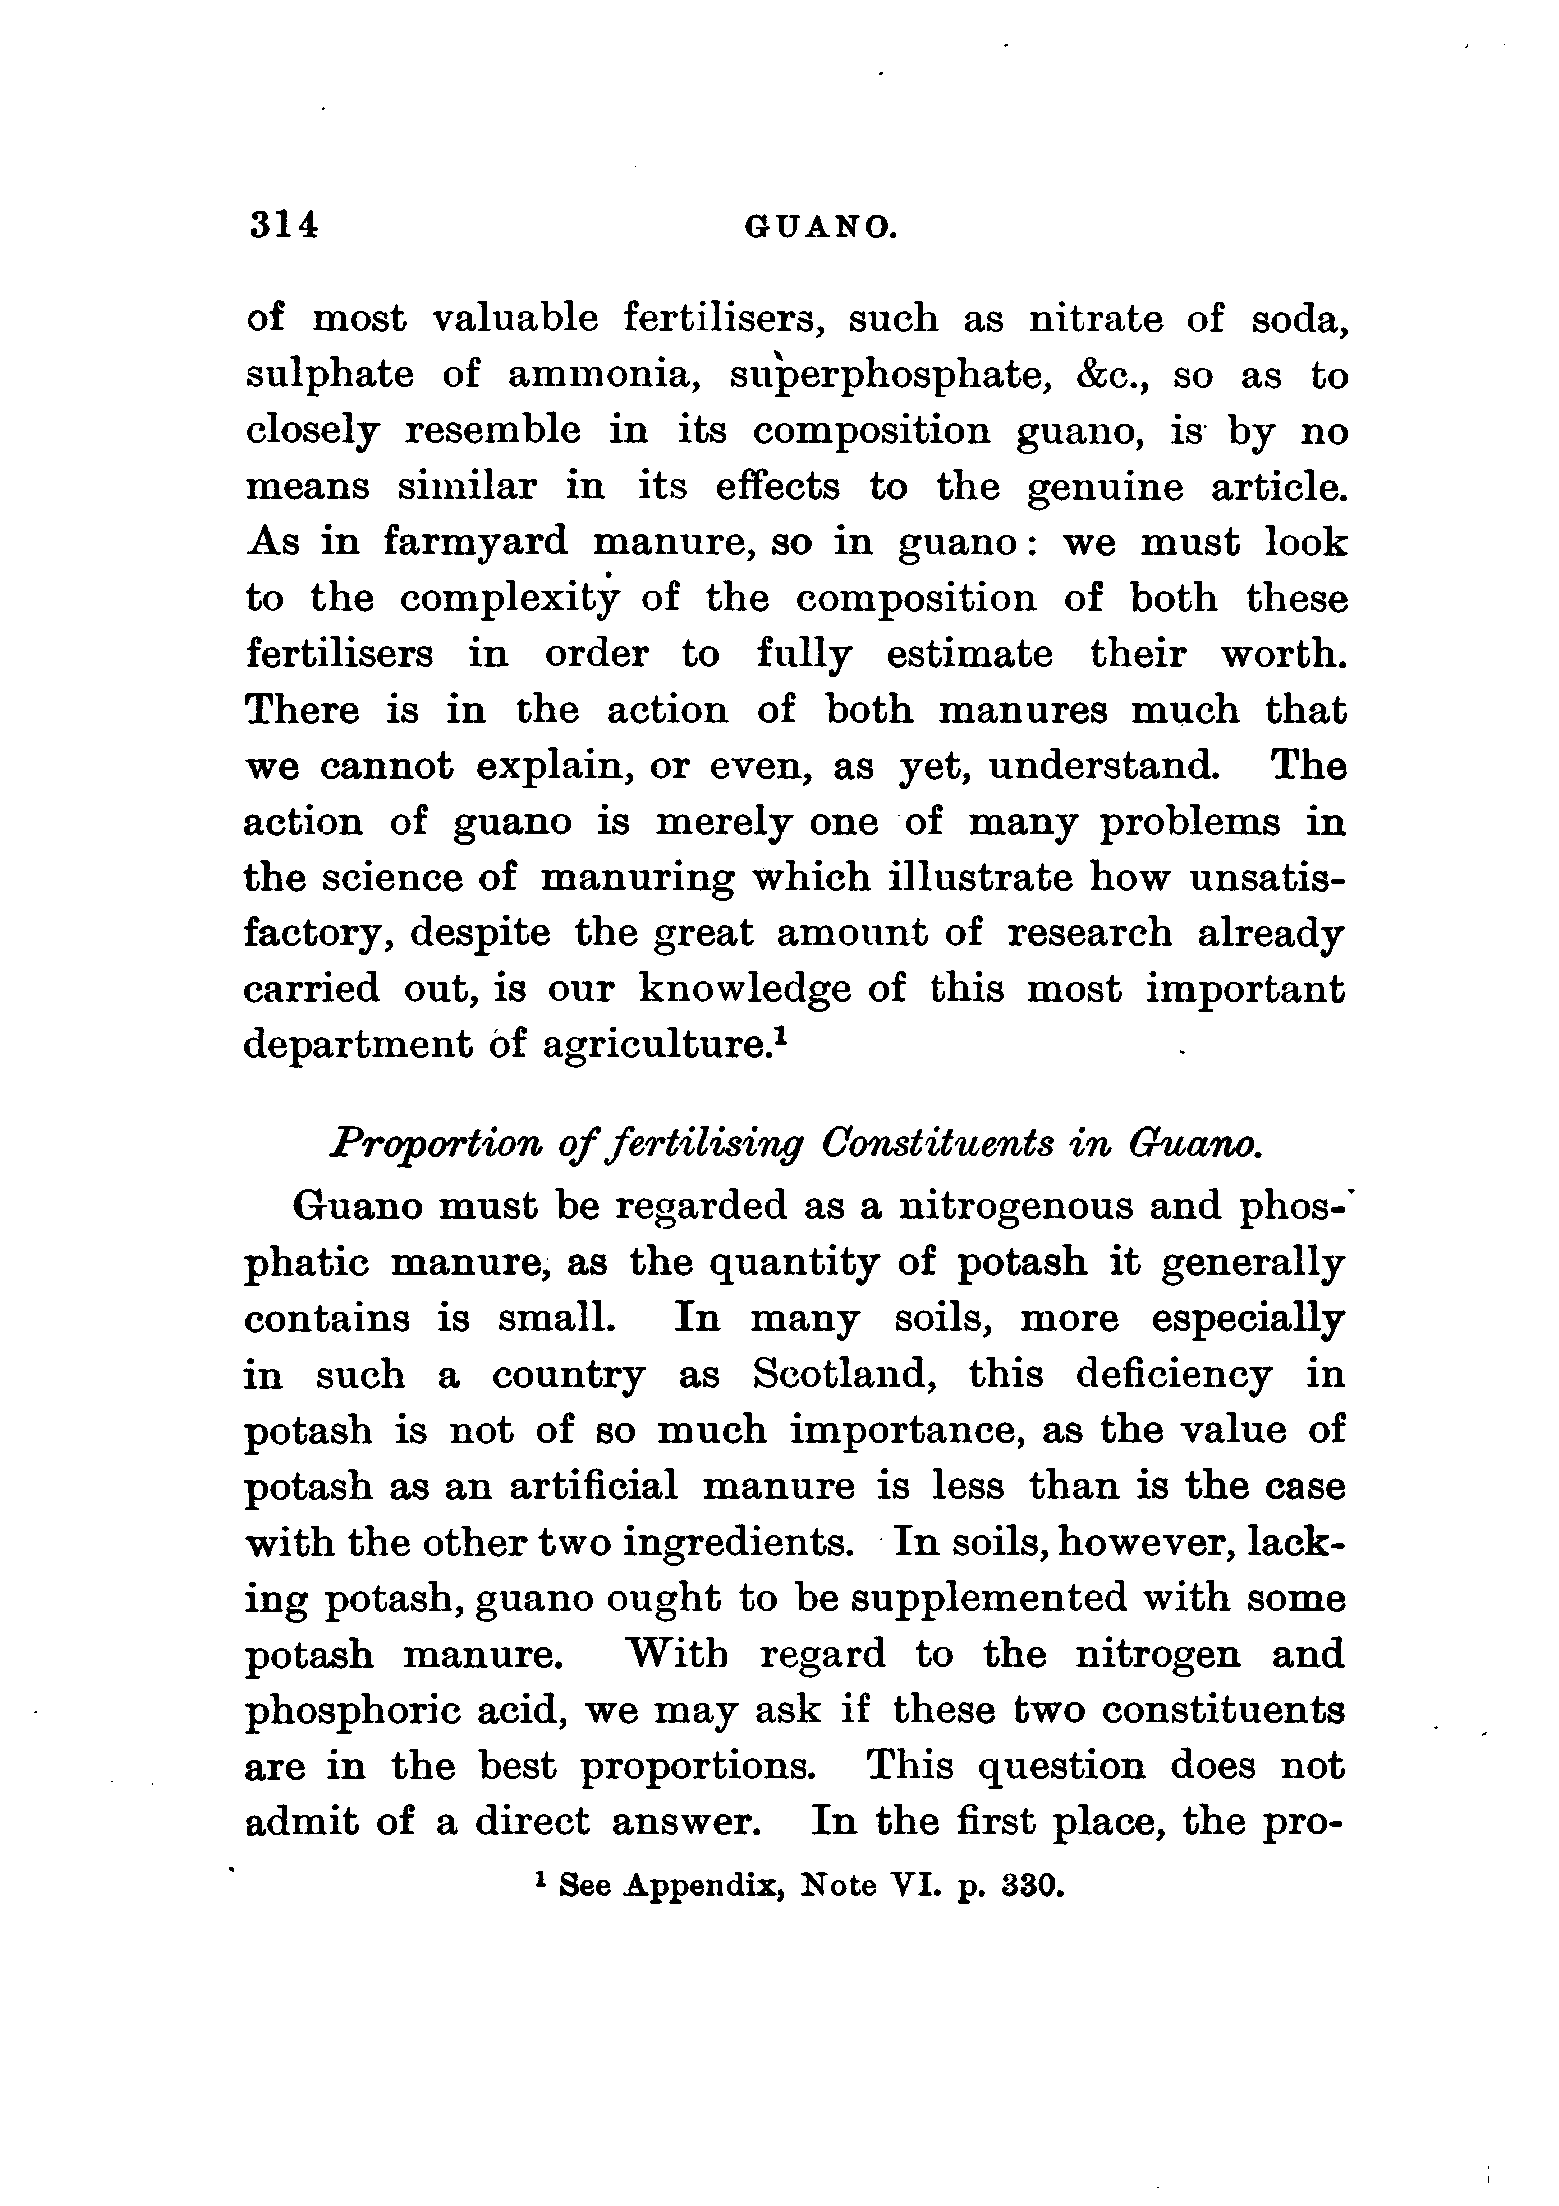 314 GUANO.
of most valuable fertilisers, such as nitrate of soda,
sulphate of ammonia, superphosphate, &c., so as to
closely resemble in its composition guano, is by no
means similar in its effects to the genuine article.
As in farmyard manure, so in guano: we must look
to the complexity of the composition of both these
fertilisers in order to fully estimate their worth.
There is in the action of both manures much that
we cannot explain, or even, as yet, understand. The
action of guano is merely one of many problems in
the science of manuring which illustrate how unsatis-
factory, despite the great amount of research already
carried out, is our knowledge of this most important
department of agriculture.¹
Proportion of fertilising Constituents in Guano.
Guano must be regarded as a nitrogenous and phos-
phatic manure, as the quantity of potash it generally
contains is small. In many soils, more especially
in such a country as Scotland, this deficiency in
potash is not of so much importance, as the value of
potash as an artificial manure is less than is the case
with the other two ingredients. In soils, however, lack-
ing potash, guano ought to be supplemented with some
potash manure. With regard to the nitrogen and
phosphoric acid, we may ask if these two constituents
are in the best proportions. This question does not
admit of a direct answer. In the first place, the pro-
¹ See Appendix, Note VI. p. 330.